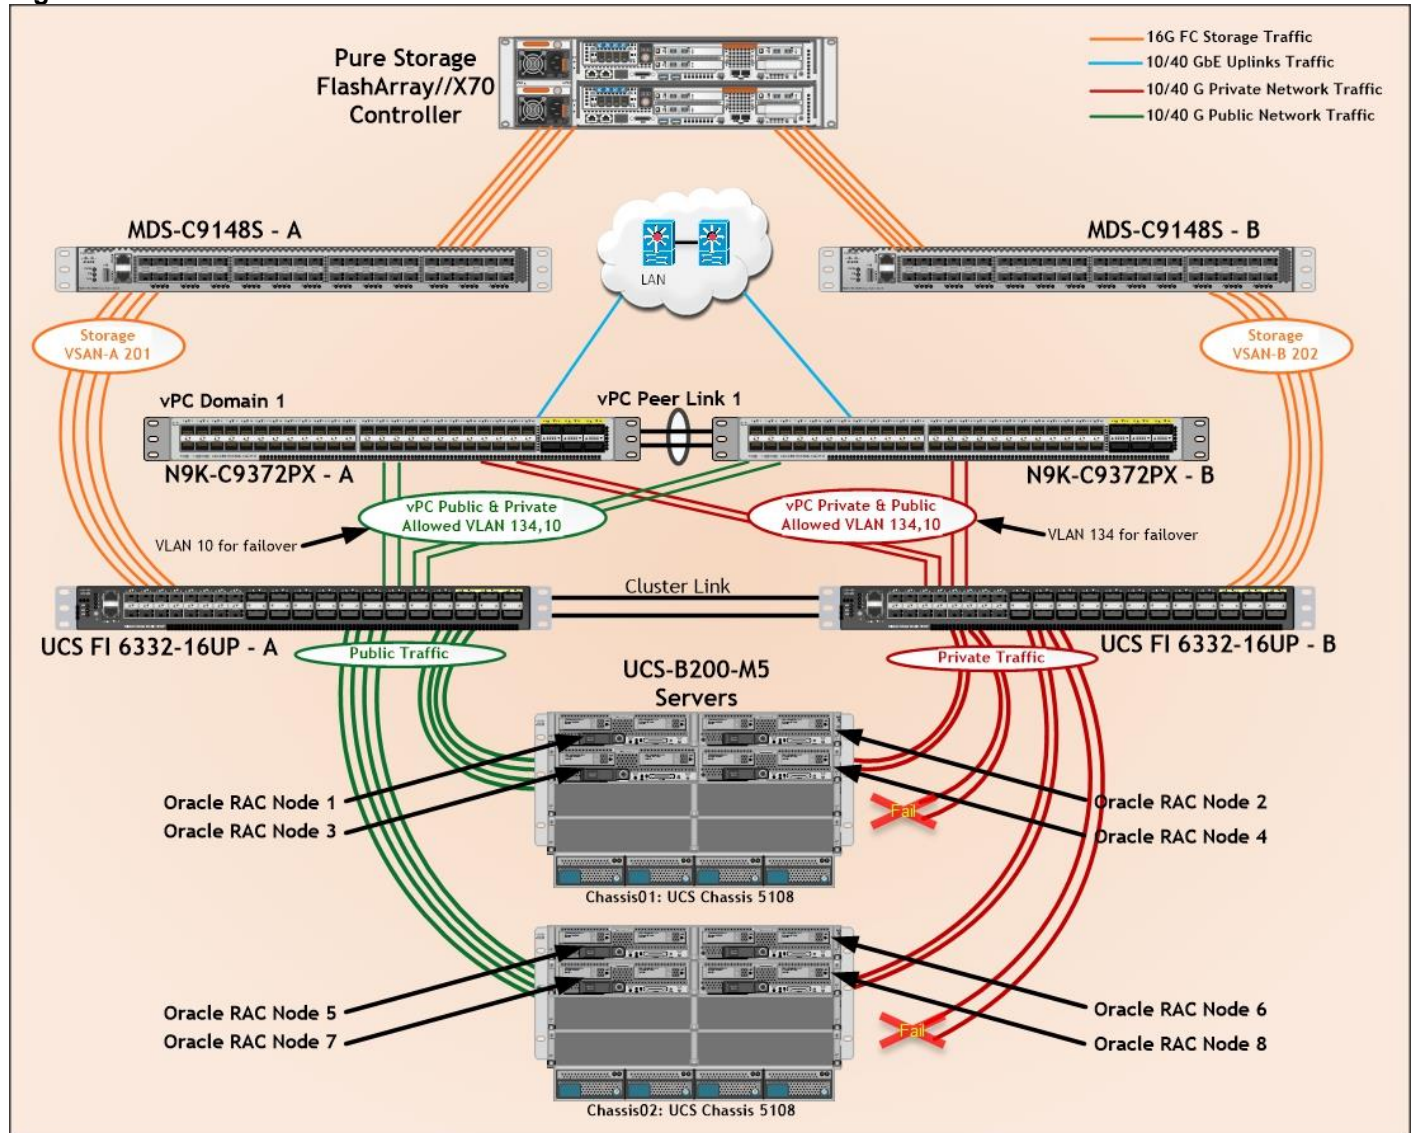 Pure Storage
FlashArray//X70
Controller
16G FC Storage Traffic
10/40 GbE Uplinks Traffic
10/40 G Private Network Traffic
10/40 G Public Network Traffic
MDS-C9148S - A
MDS-C9148S - B
LAN
Storage
VSAN-A 201
Storage
VSAN-B 202
vPC Domain 1
vPC Peer Link 1
N9K-C9372PX - A
N9K-C9372PX - B
vPC Public & Private
Allowed VLAN 134,10
vPC Private & Public
Allowed VLAN 134,10
VLAN 10 for failover
VLAN 134 for failover
Cluster Link
UCS FI 6332-16UP - A
UCS FI 6332-16UP - B
Public Traffic
Private Traffic
UCS-B200-M5
Servers
Oracle RAC Node 1
Oracle RAC Node 3
Fail
Oracle RAC Node 2
Oracle RAC Node 4
Chassis01: UCS Chassis 5108
Oracle RAC Node 5
Oracle RAC Node 7
Fail
Oracle RAC Node 6
Oracle RAC Node 8
Chassis02: UCS Chassis 5108